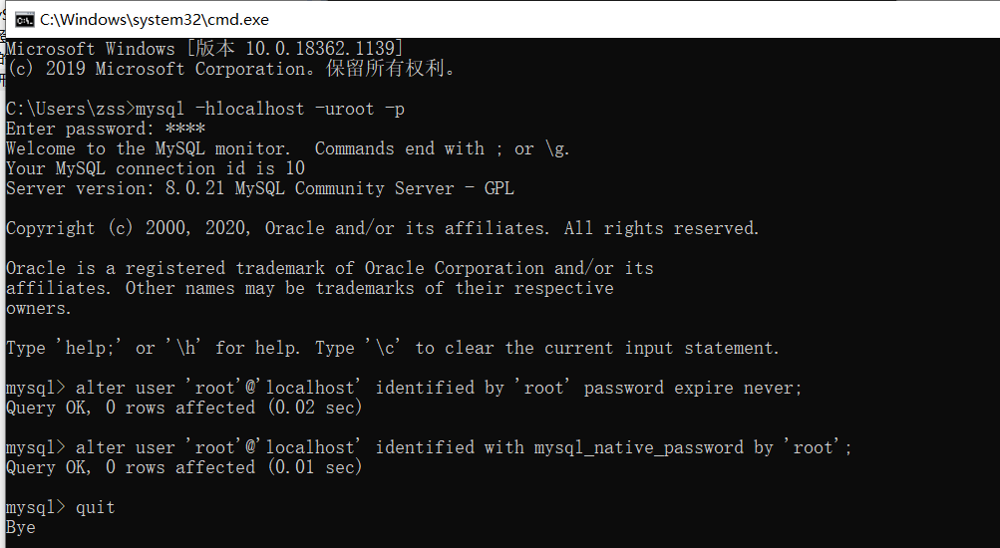 C:\Windows\system32\cmd.exe
Microsoft Windows [版本 10.0.18362.1139]
(c) 2019 Microsoft Corporation。保留所有权利。
C:\Users\zss>mysql -hlocalhost -uroot -p
Enter password: ****
Welcome to the MySQL monitor.  Commands end with ; or \g.
Your MySQL connection id is 10
Server version: 8.0.21 MySQL Community Server - GPL
Copyright (c) 2000, 2020, Oracle and/or its affiliates. All rights reserved.
Oracle is a registered trademark of Oracle Corporation and/or its
affiliates. Other names may be trademarks of their respective
owners.
Type 'help;' or '\h' for help. Type '\c' to clear the current input statement.
mysql> alter user 'root'@'localhost' identified by 'root' password expire never;
Query OK, 0 rows affected (0.02 sec)
mysql> alter user 'root'@'localhost' identified with mysql_native_password by 'root';
Query OK, 0 rows affected (0.01 sec)
mysql> quit
Bye